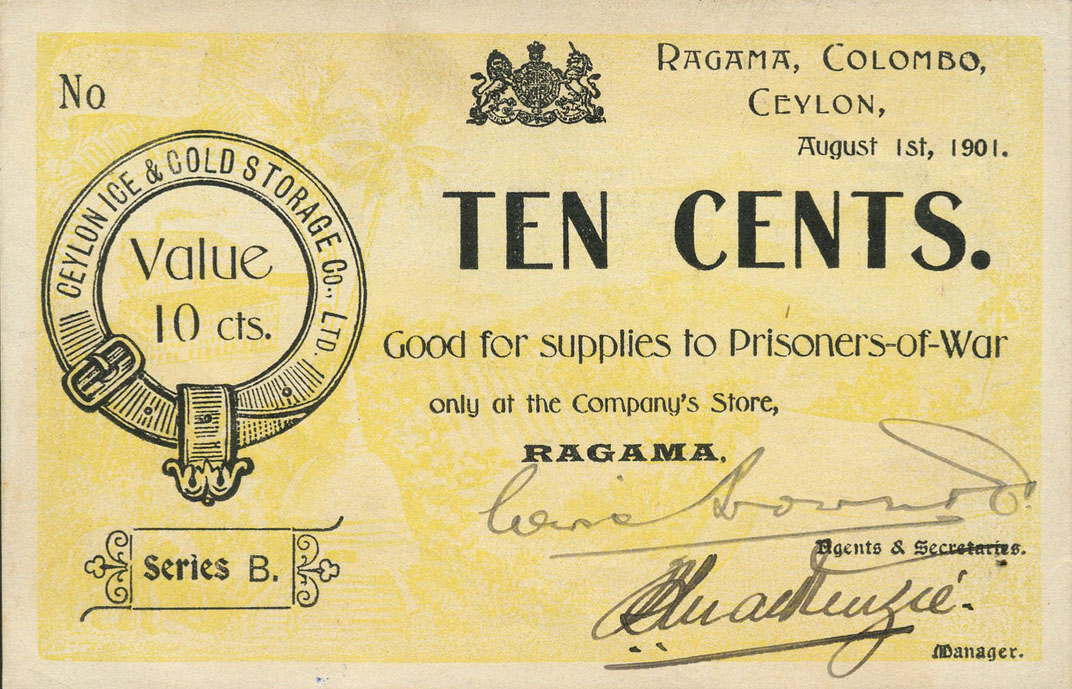 No
RAGAMA, COLOMBO,
CEYLON,
August 1st, 1901.
CEYLON ICE & COLD STORAGE CO., LTD.
Value
10 cts.
TEN CENTS.
Good for supplies to Prisoners-of-War
only at the Company's Store,
RAGAMA.
Agents & Secretaries.
Series B.
Mackenzie.
Manager.